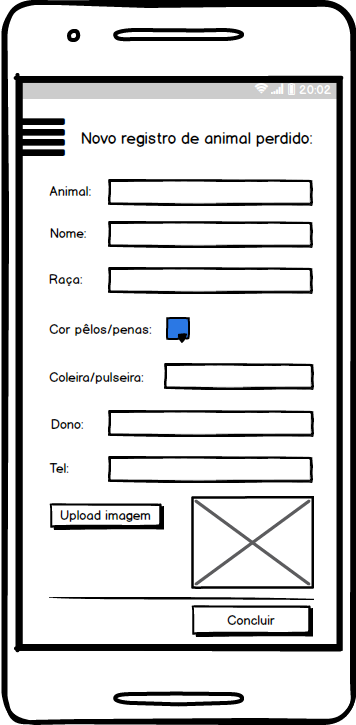 20:02
Novo registro de animal perdido:
Animal:
Nome:
Raça:
Cor pêlos/penas:
Coleira/pulseira:
Dono:
Tel:
Upload imagem
Concluir